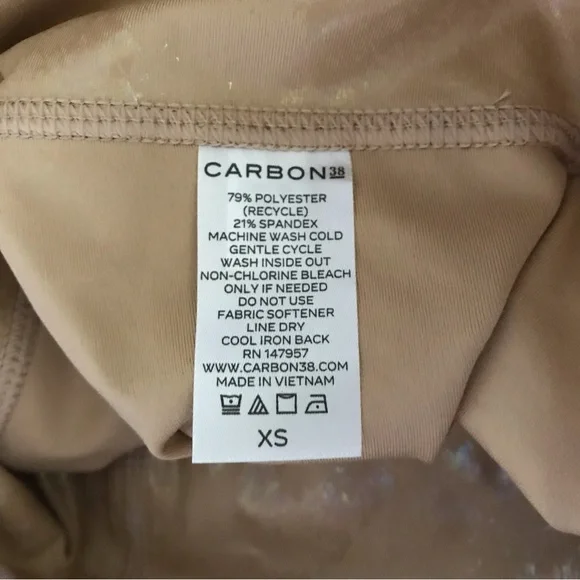 CARBON38
79% POLYESTER
(RECYCLE)
21% SPANDEX
MACHINE WASH COLD
GENTLE CYCLE
WASH INSIDE OUT
NON-CHLORINE BLEACH
ONLY IF NEEDED
DO NOT USE
FABRIC SOFTENER
LINE DRY
COOL IRON BACK
RN 147957
WWW.CARBON38.COM
MADE IN VIETNAM
XS